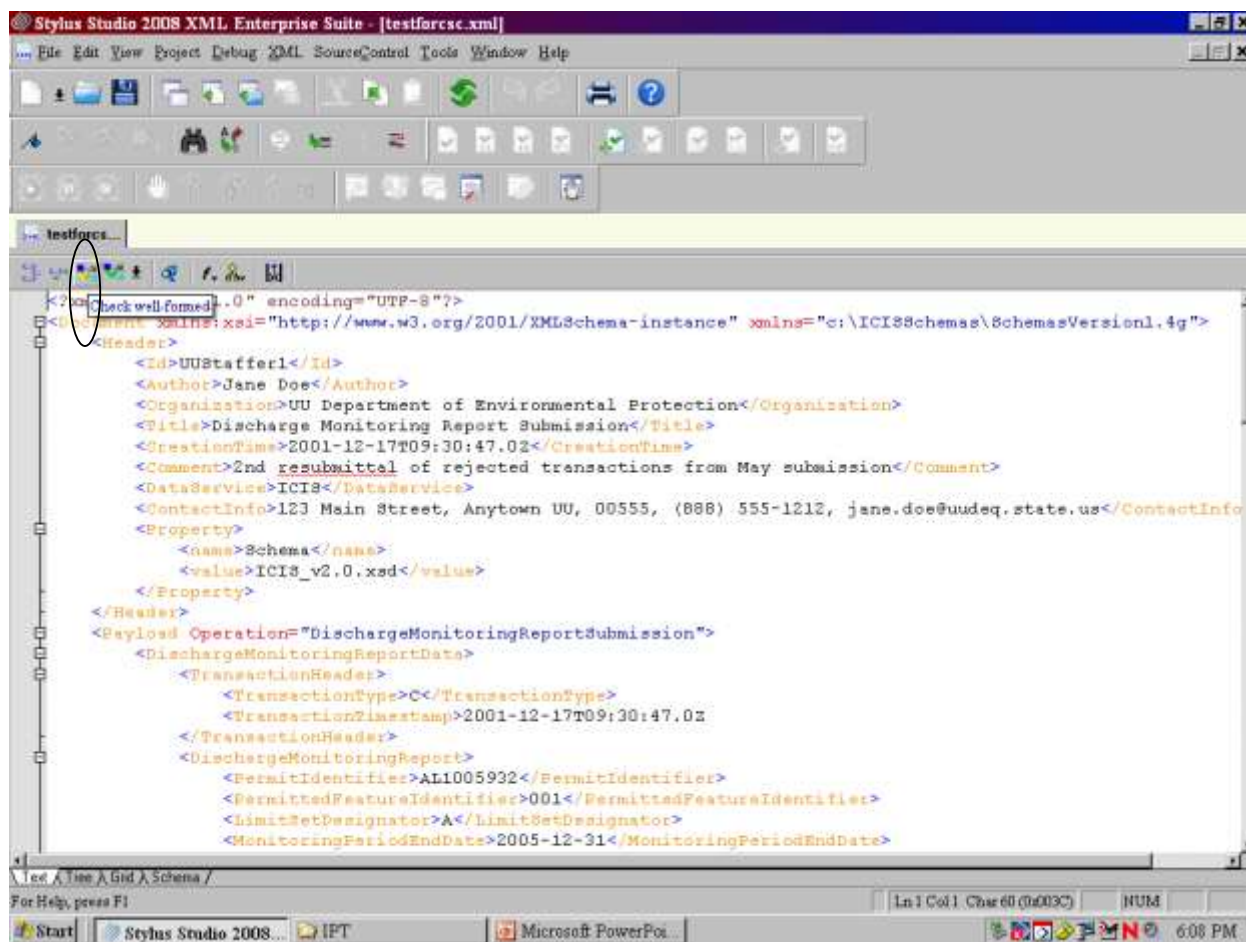 Stylus Studio 2008 XML Enterprise Suite - [testforcsc.xml]
File Edit View Project Debug XML SourceControl Tools Window Help
testforcs...
<?xm
Check well-formed
.0" encoding="UTF-8"?>
<Document xmlns:xsi="http://www.w3.org/2001/XMLSchema-instance" xmlns="c:\ICISSchemas\SchemasVersion1.4g">
<Header>
<Id>UUStaffer1</Id>
<Author>Jane Doe</Author>
<Organization>UU Department of Environmental Protection</Organization>
<Title>Discharge Monitoring Report Submission</Title>
<CreationTime>2001-12-17T09:30:47.0Z</CreationTime>
<Comment>2nd resubmittal of rejected transactions from May submission</Comment>
<DataService>ICIS</DataService>
<ContactInfo>123 Main Street, Anytown UU, 00555, (888) 555-1212, jane.doe@uudeq.state.us</ContactInfo
<Property>
<name>Schema</name>
<value>ICIS_v2.0.xsd</value>
</Property>
</Header>
<Payload Operation="DischargeMonitoringReportSubmission">
<DischargeMonitoringReportData>
<TransactionHeader>
<TransactionType>C</TransactionType>
<TransactionTimestamp>2001-12-17T09:30:47.0Z
</TransactionHeader>
<DischargeMonitoringReport>
<PermitIdentifier>AL1005932</PermitIdentifier>
<PermittedFeatureIdentifier>001</PermittedFeatureIdentifier>
<LimitSetDesignator>A</LimitSetDesignator>
<MonitoringPeriodEndDate>2005-12-31</MonitoringPeriodEndDate>
Text Tree Grid Schema
For Help, press F1
Ln 1 Col 1 Char 60 (0x003C) NUM
Start Stylus Studio 2008... IPT Microsoft PowerPoi... 6:08 PM